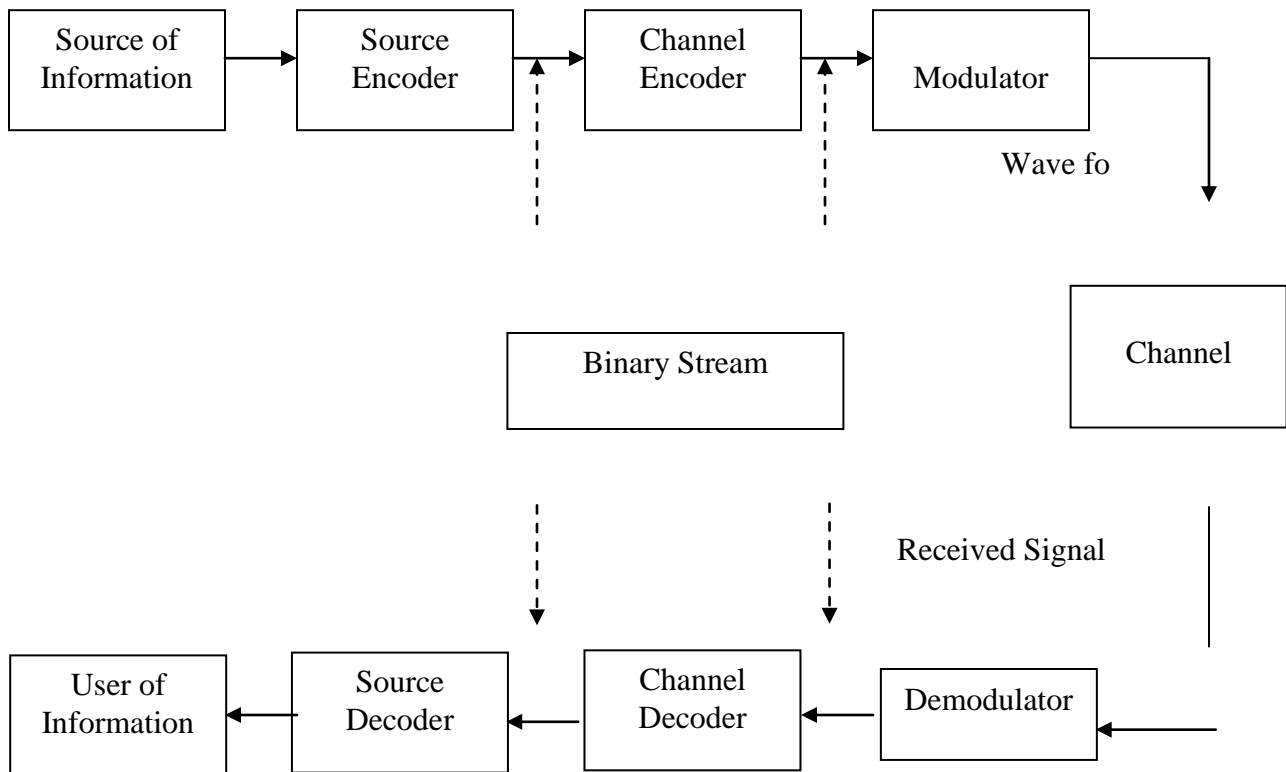 Source of
Information
Source
Encoder
Channel
Encoder
Modulator
Wave fo
Binary Stream
Channel
Received Signal
User of
Information
Source
Decoder
Channel
Decoder
Demodulator